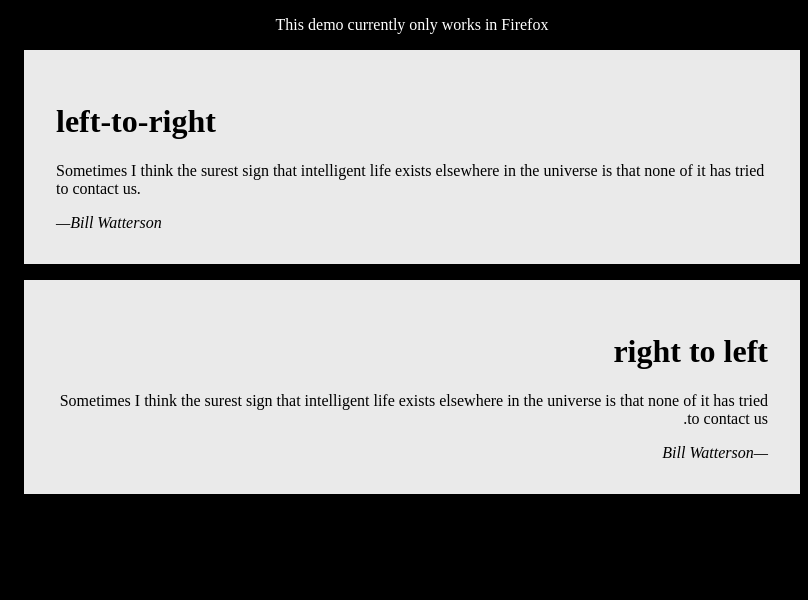 This demo currently only works in Firefox
left-to-right
Sometimes I think the surest sign that intelligent life exists elsewhere in the universe is that none of it has tried
to contact us.
—Bill Watterson
right to left
Sometimes I think the surest sign that intelligent life exists elsewhere in the universe is that none of it has tried
.to contact us
Bill Watterson—